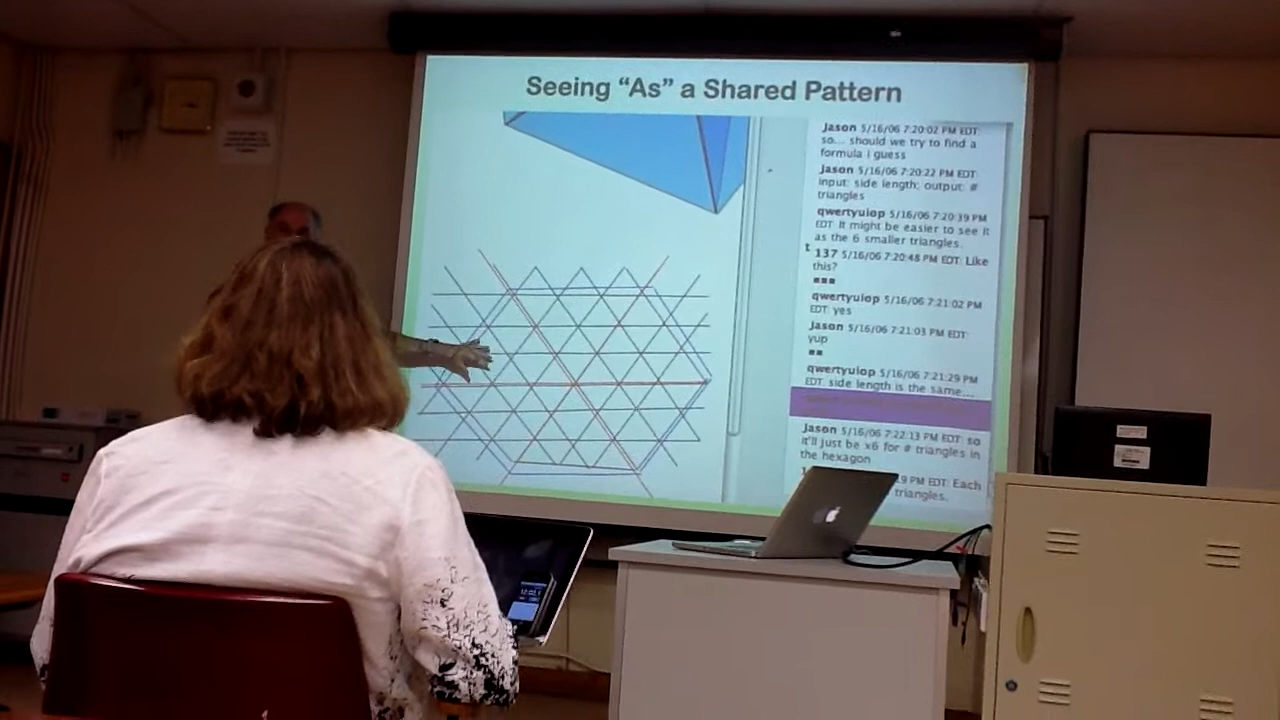 Seeing “As” a Shared Pattern
Jason 5/16/06 7:20:02 PM EDT:
so... should we try to find a
formula i guess
Jason 5/16/06 7:20:22 PM EDT:
input: side length; output: #
triangles
qwertyuiop 5/16/06 7:20:39 PM
EDT: It might be easier to see it
as the 6 smaller triangles.
t
137 5/16/06 7:20:48 PM EDT: Like
this?
qwertyuiop 5/16/06 7:21:02 PM
EDT: yes
Jason 5/16/06 7:21:03 PM EDT:
yup
qwertyuiop 5/16/06 7:21:29 PM
EDT: side length is the same...
Jason 5/16/06 7:22:13 PM EDT: so
it'll just be x6 for # triangles in
the hexagon
19 PM EDT: Each
triangles.